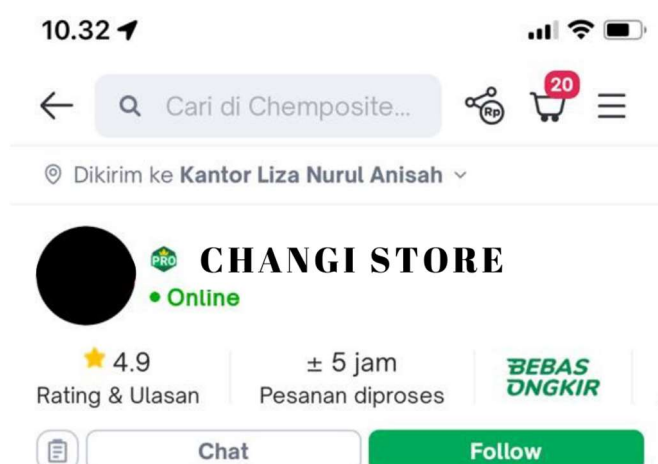 10.32
Cari di Chemposite...
Rp
20
Dikirim ke Kantor Liza Nurul Anisah
PRO
CHANGI STORE
Online
4.9
Rating & Ulasan
± 5 jam
Pesanan diproses
BEBAS
ONGKIR
Chat
Follow